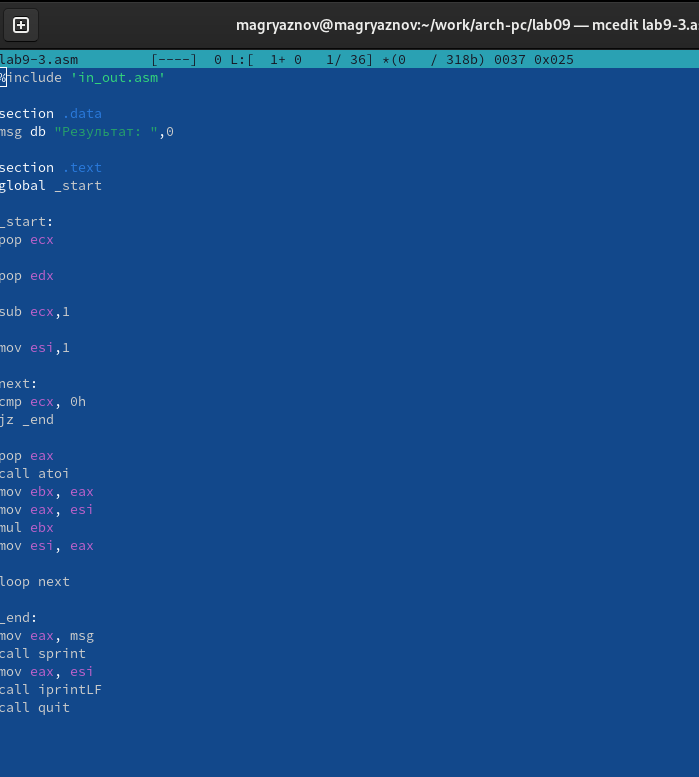 magryaznov@magryaznov:~/work/arch-pc/lab09 — mcedit lab9-3.a
lab9-3.asm [----] 0 L:[ 1+ 0 1/ 36] *(0 / 318b) 0037 0x025
%include 'in_out.asm'
section .data
msg db "Результат: ",0
section .text
global _start
_start:
pop ecx
pop edx
sub ecx,1
mov esi,1
next:
cmp ecx, 0h
jz _end
pop eax
call atoi
mov ebx, eax
mov eax, esi
mul ebx
mov esi, eax
loop next
_end:
mov eax, msg
call sprint
mov eax, esi
call iprintLF
call quit